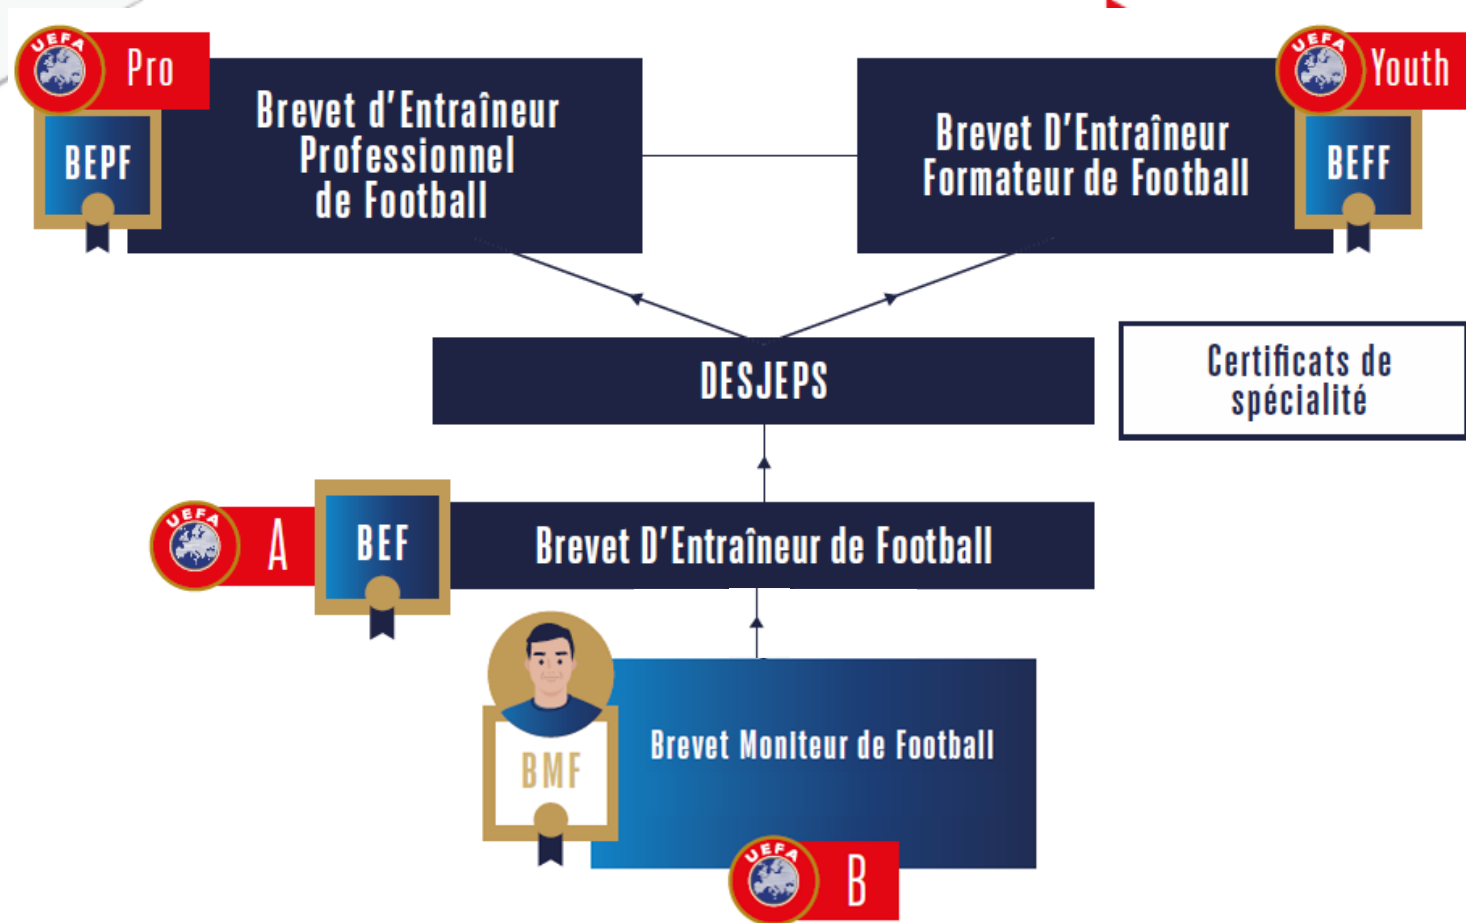 UEFA
Pro
BEPF
Brevet d'Entraîneur
Professionnel
de Football
Brevet D'Entraîneur
Formateur de Football
UEFA
Youth
BEFF
DESJEPS
Certificats de
spécialité
UEFA
A
BEF
Brevet D'Entraîneur de Football
BMF
Brevet Moniteur de Football
UEFA
B